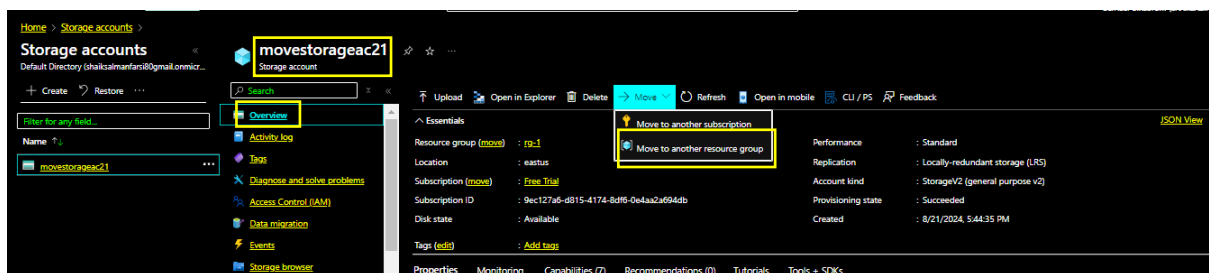 Home > Storage accounts >
Storage accounts «
Default Directory (shaiksalmanfarsi80gmail.onmicr...
+ Create Restore ...
Filter for any field...
Name ↑↓
movestorageac21 ...
movestorageac21 ...
Storage account
Search
«
Overview
Activity log
Tags
Diagnose and solve problems
Access Control (IAM)
Data migration
Events
Storage browser
Upload Open in Explorer Delete Move Refresh Open in mobile CLI / PS Feedback
Move to another subscription
Move to another resource group
Essentials
JSON View
Resource group (move) : rg-1
Location : eastus
Subscription (move) : Free Trial
Subscription ID : 9ec127a6-d815-4174-8df6-0e4aa2a694db
Disk state : Available
Performance : Standard
Replication : Locally-redundant storage (LRS)
Account kind : StorageV2 (general purpose v2)
Provisioning state : Succeeded
Created : 8/21/2024, 5:44:35 PM
Tags (edit) : Add tags
Properties Monitoring Capabilities (7) Recommendations (0) Tutorials Tools + SDKs